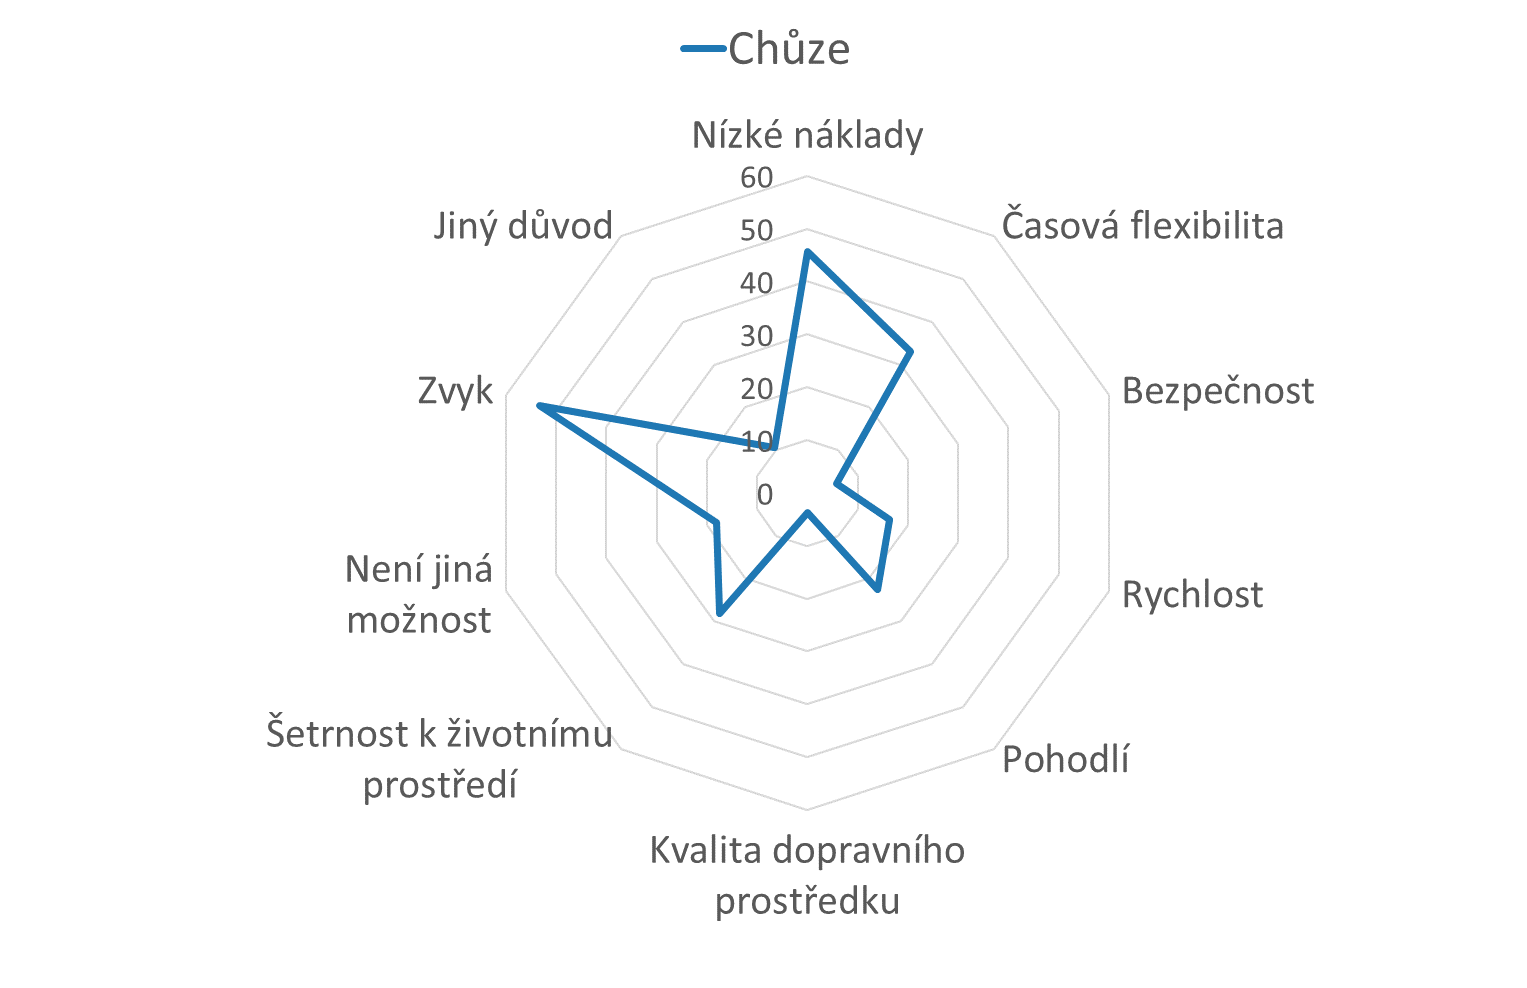 Chůze
Nízké náklady
60
Jiný důvod
Časová flexibilita
50
40
30
Zvyk
20
Bezpečnost
10
0
Není jiná
možnost
Rychlost
Šetrnost k životnímu
prostředí
Pohodlí
Kvalita dopravního
prostředku